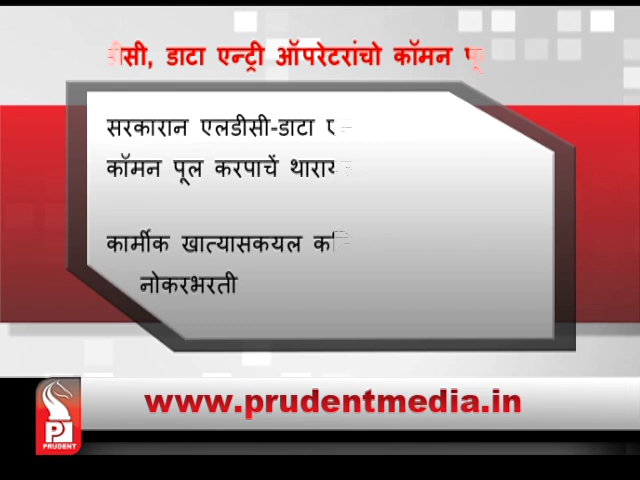 डाटा एन्ट्री ऑपरेटरांचो कॉमन
सरकारान एलडीसी-डाटा
कॉमन पूल करपाचें
कार्मीक खात्यासकयल
नोकरभरती
www.prudentmedia.in
PRUDENT